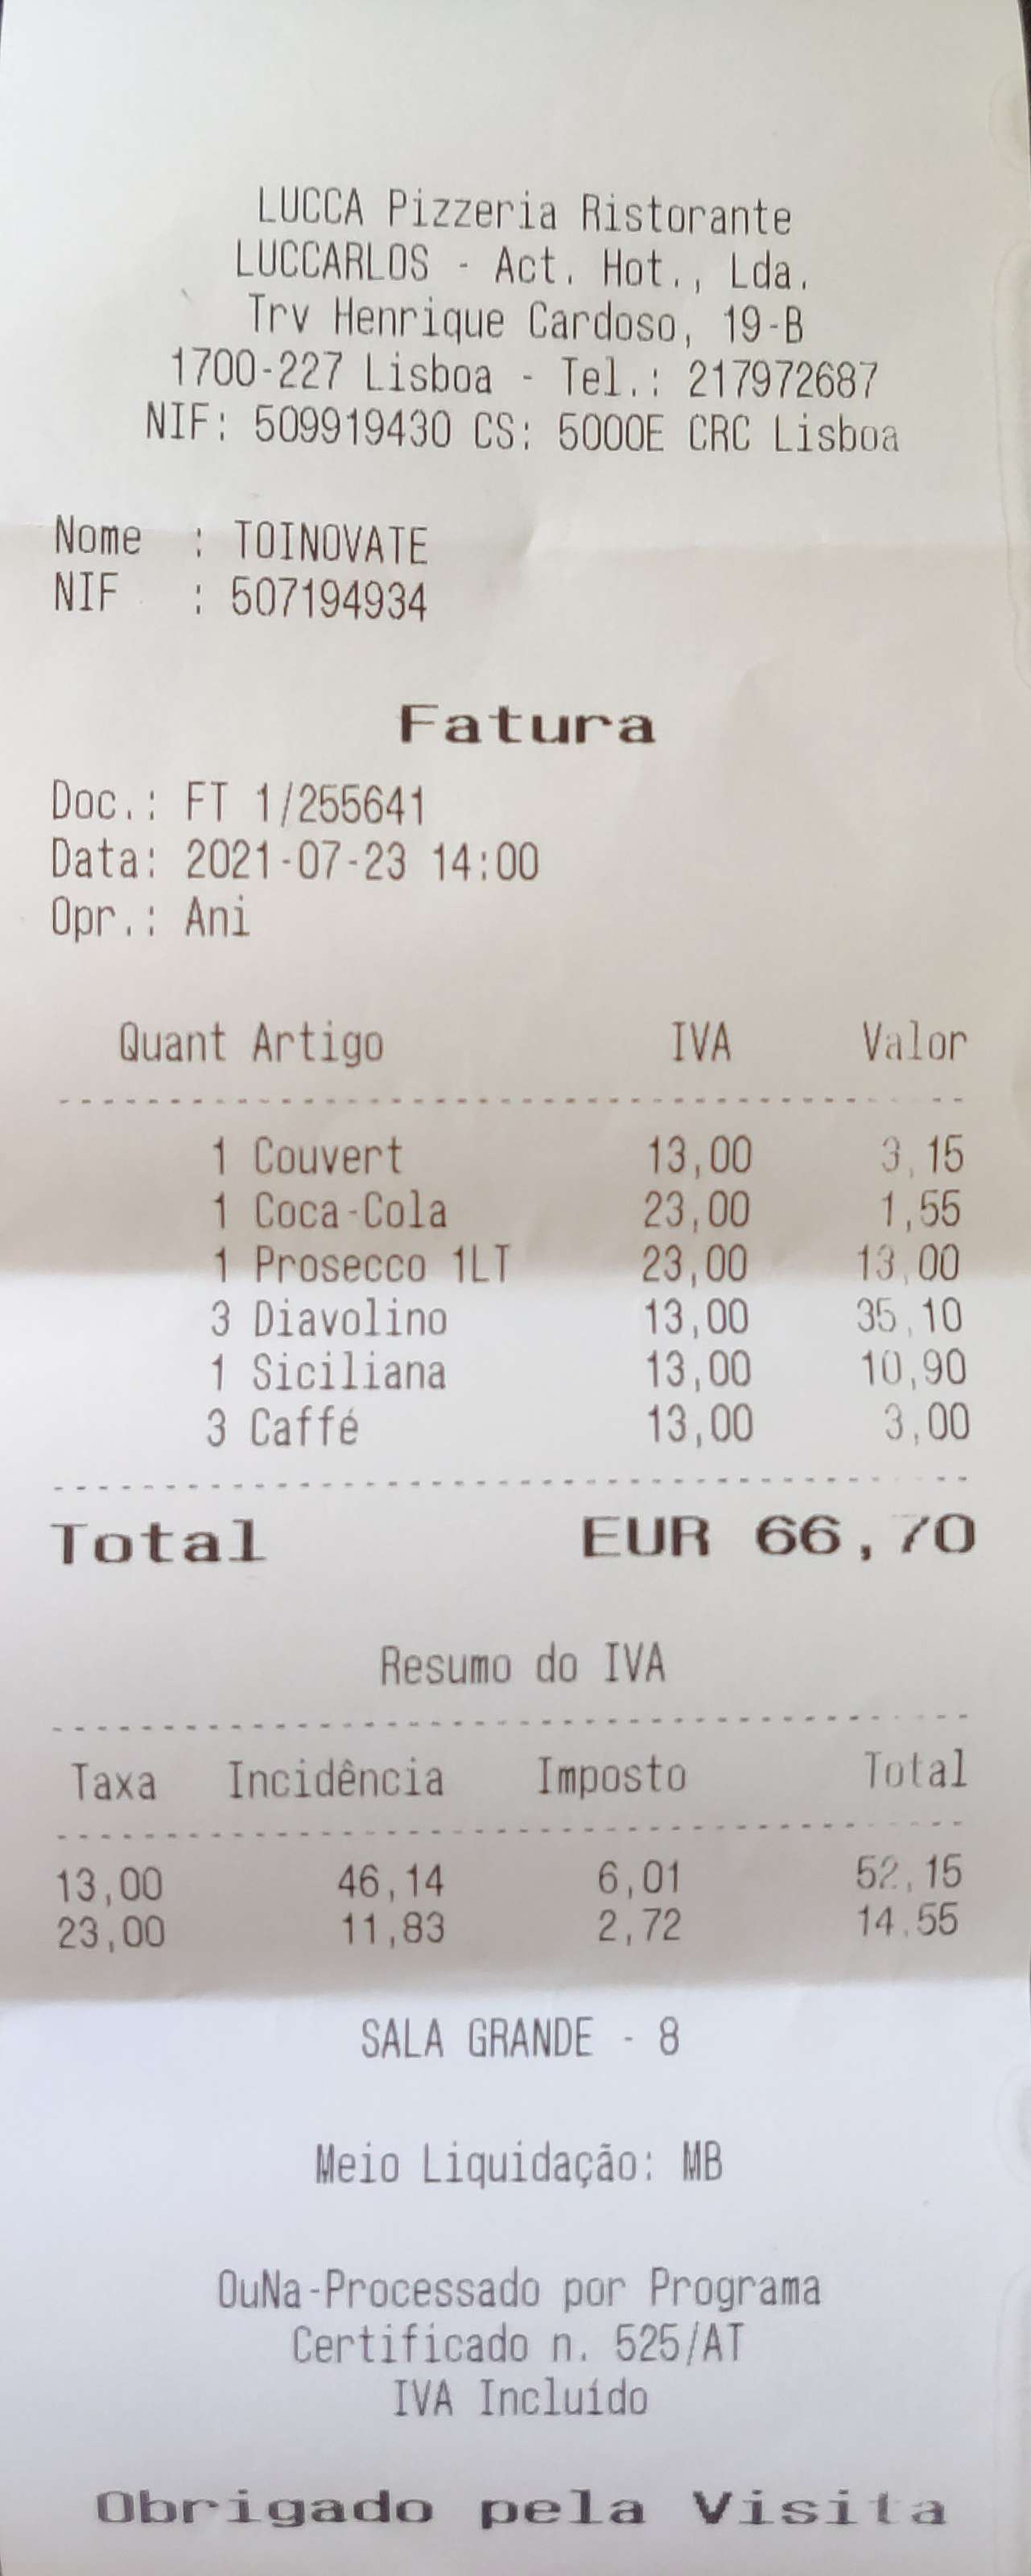 LUCCA Pizzeria Ristorante
LUCCARLOS - Act. Hot., Lda.
Trv Henrique Cardoso, 19-B
1700-227 Lisboa - Tel.: 217972687
NIF: 509919430 CS: 5000E CRC Lisboa
Nome : TOINOVATE
NIF : 507194934
Fatura
Doc.: FT 1/255641
Data: 2021-07-23 14:00
Opr.: Ani
Quant Artigo IVA Valor
1 Couvert 13,00 3,15
1 Coca-Cola 23,00 1,55
1 Prosecco 1LT 23,00 13,00
3 Diavolino 13,00 35,10
1 Siciliana 13,00 10,90
3 Caffé 13,00 3,00
Total EUR 66,70
Resumo do IVA
Taxa Incidência Imposto Total
13,00 46,14 6,01 52,15
23,00 11,83 2,72 14.55
SALA GRANDE - 8
Meio Liquidação: MB
OuNa-Processado por Programa
Certificado n. 525/AT
IVA Incluído
Obrigado pela Visita